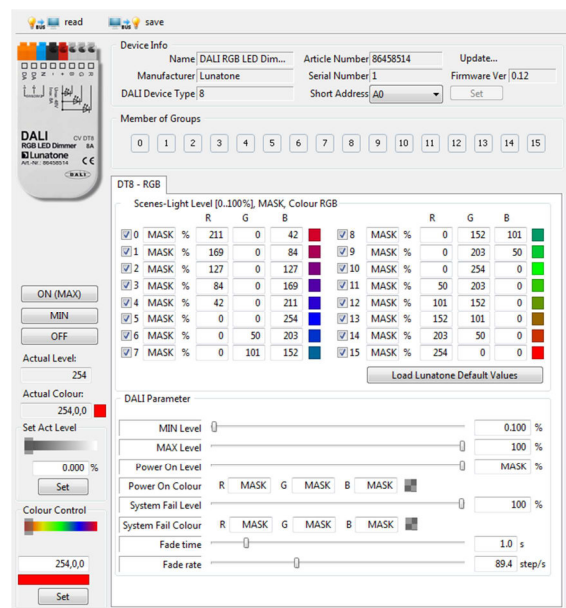 read save
Device Info
Name DALI RGB LED Dim... Article Number 86458514 Update...
Manufacturer Lunatone Serial Number 1 Firmware Ver 0.12
DALI Device Type 8 Short Address A0 Set
Member of Groups
0 1 2 3 4 5 6 7 8 9 10 11 12 13 14 15
DALI CV DT8
RGB LED Dimmer 8A
Lunatone
Art.-Nr.: 86458514 CE
DALI
DT8 - RGB
Scenes-Light Level [0..100%], MASK, Colour RGB
R G B R G B
0 MASK % 211 0 42 8 MASK % 0 152 101
1 MASK % 169 0 84 9 MASK % 0 203 50
2 MASK % 127 0 127 10 MASK % 0 254 0
3 MASK % 84 0 169 11 MASK % 50 203 0
4 MASK % 42 0 211 12 MASK % 101 152 0
5 MASK % 0 0 254 13 MASK % 152 101 0
6 MASK % 0 50 203 14 MASK % 203 50 0
7 MASK % 0 101 152 15 MASK % 254 0 0
Load Lunatone Default Values
ON (MAX)
MIN
OFF
Actual Level:
254
Actual Colour:
254,0,0
Set Act Level
0.000 %
Set
Colour Control
254,0,0
Set
DALI Parameter
MIN Level 0.100 %
MAX Level 100 %
Power On Level MASK %
Power On Colour R MASK G MASK B MASK
System Fail Level 100 %
System Fail Colour R MASK G MASK B MASK
Fade time 1.0 s
Fade rate 89.4 step/s